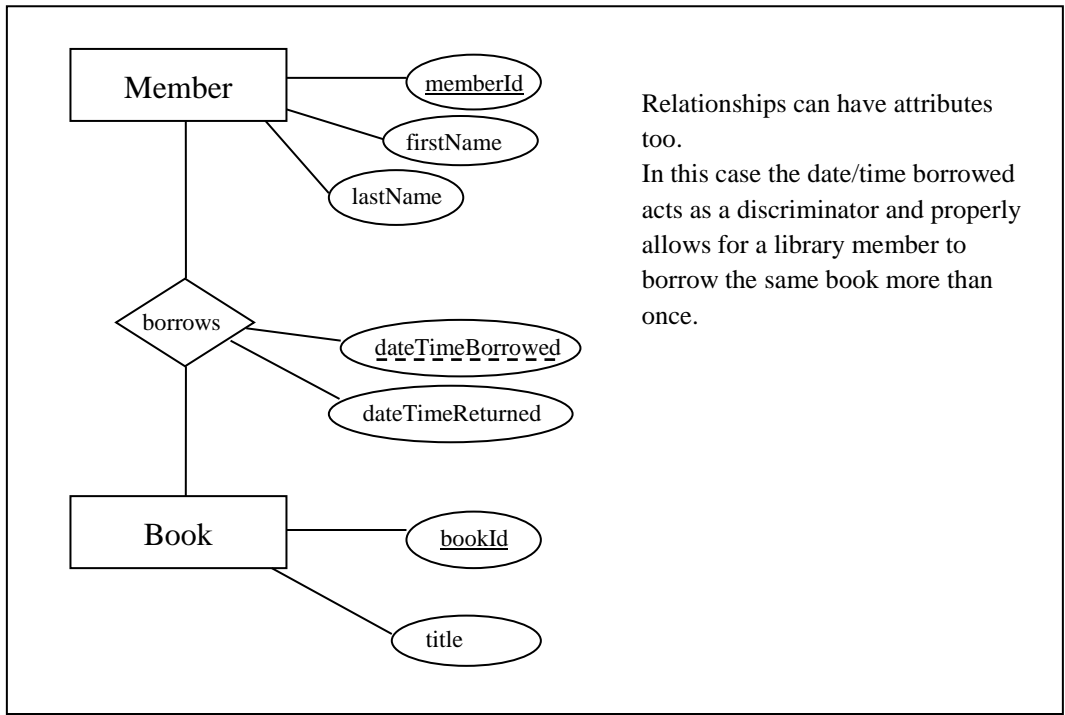 Member
memberId
firstName
lastName
Relationships can have attributes
too.
In this case the date/time borrowed
acts as a discriminator and properly
allows for a library member to
borrow the same book more than
once.
borrows
dateTimeBorrowed
dateTimeReturned
Book
bookId
title